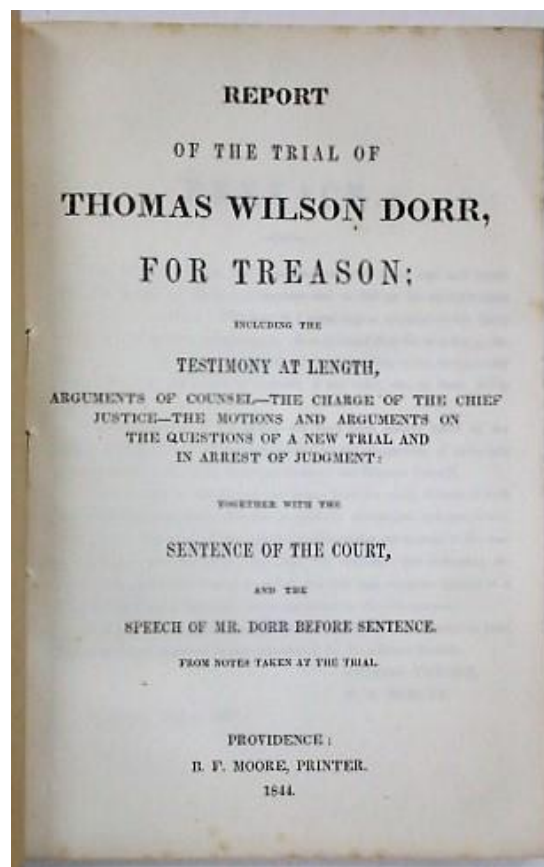 REPORT
OF THE TRIAL OF
THOMAS WILSON DORR,
FOR TREASON;
INCLUDING THE
TESTIMONY AT LENGTH,
ARGUMENTS OF COUNSEL—THE CHARGE OF THE CHIEF
JUSTICE—THE MOTIONS AND ARGUMENTS ON
THE QUESTIONS OF A NEW TRIAL AND
IN ARREST OF JUDGMENT:
TOGETHER WITH THE
SENTENCE OF THE COURT,
AND THE
SPEECH OF MR. DORR BEFORE SENTENCE.
FROM NOTES TAKEN AT THE TRIAL.
PROVIDENCE:
B. F. MOORE, PRINTER.
1844.